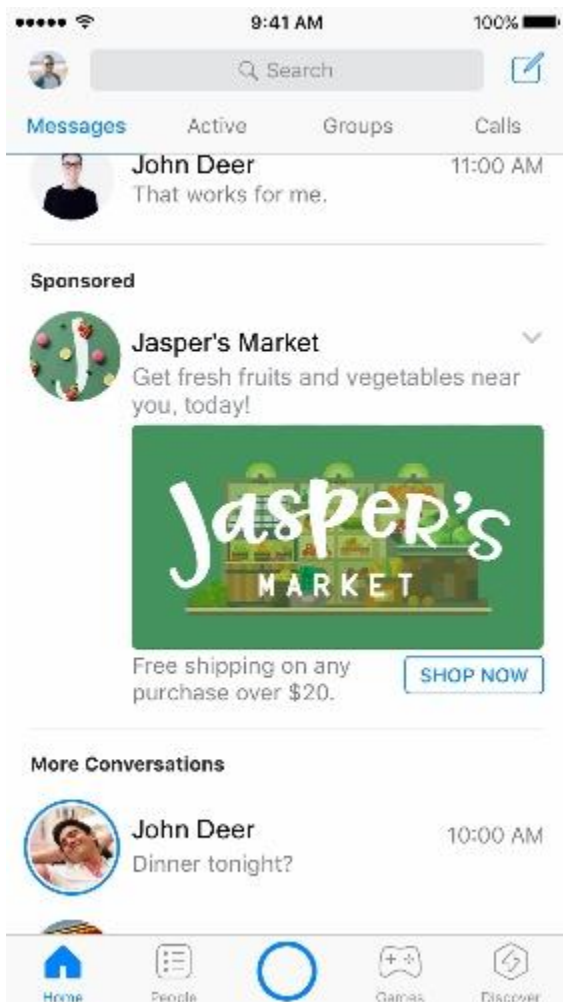 9:41 AM 100%
Search
Messages Active Groups Calls
John Deer 11:00 AM
That works for me.
Sponsored
Jasper's Market
Get fresh fruits and vegetables near
you, today!
Jasper's
MARKET
Free shipping on any
purchase over $20.
SHOP NOW
More Conversations
John Deer 10:00 AM
Dinner tonight?
Home People Games Discover